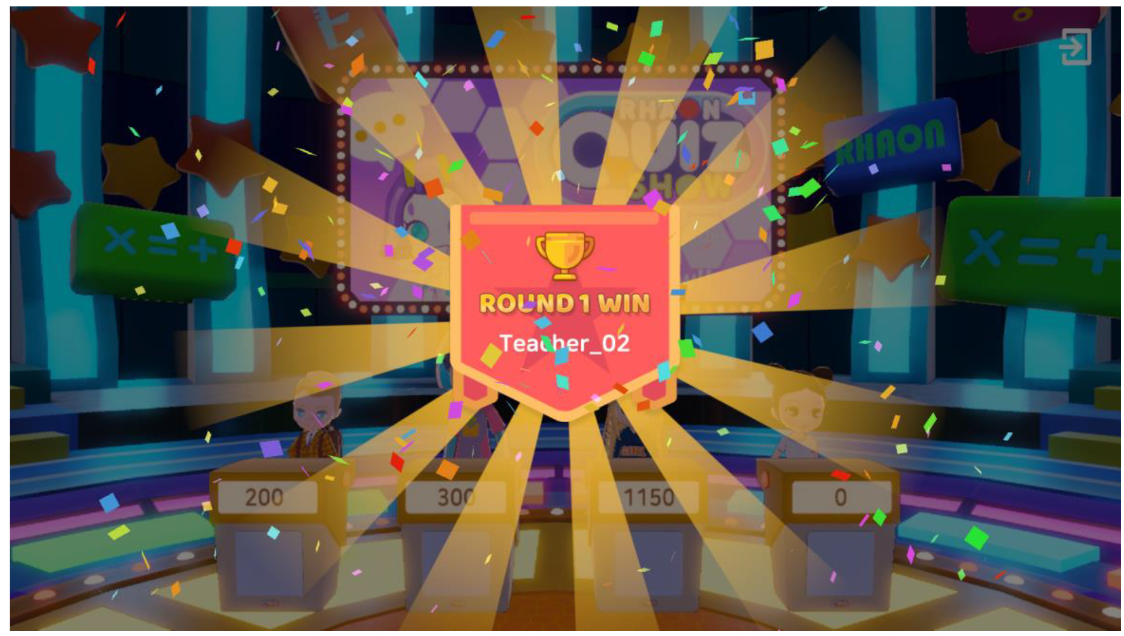 RHAON
QUIZ
SHOW
RHAON
X=+
X=+
ROUND 1 WIN
Teacher_02
200
300
1150
0